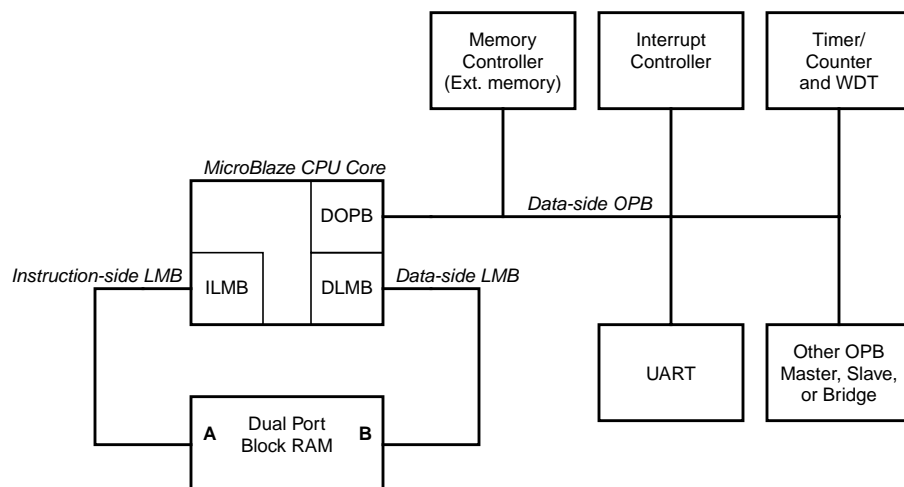 Memory
Controller
(Ext. memory)
Interrupt
Controller
Timer/
Counter
and WDT
MicroBlaze CPU Core
DOPB
Data-side OPB
Instruction-side LMB
ILMB
DLMB
Data-side LMB
UART
Other OPB
Master, Slave,
or Bridge
A
Dual Port
Block RAM
B